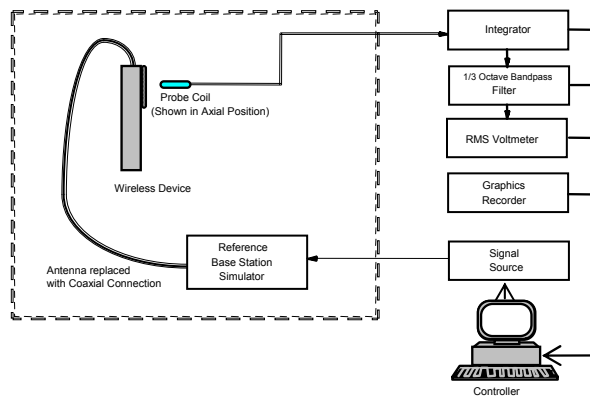 Integrator
1/3 Octave Bandpass
Filter
RMS Voltmeter
Graphics
Recorder
Probe Coil
(Shown in Axial Position)
Wireless Device
Reference
Base Station
Simulator
Antenna replaced
with Coaxial Connection
Signal
Source
Controller